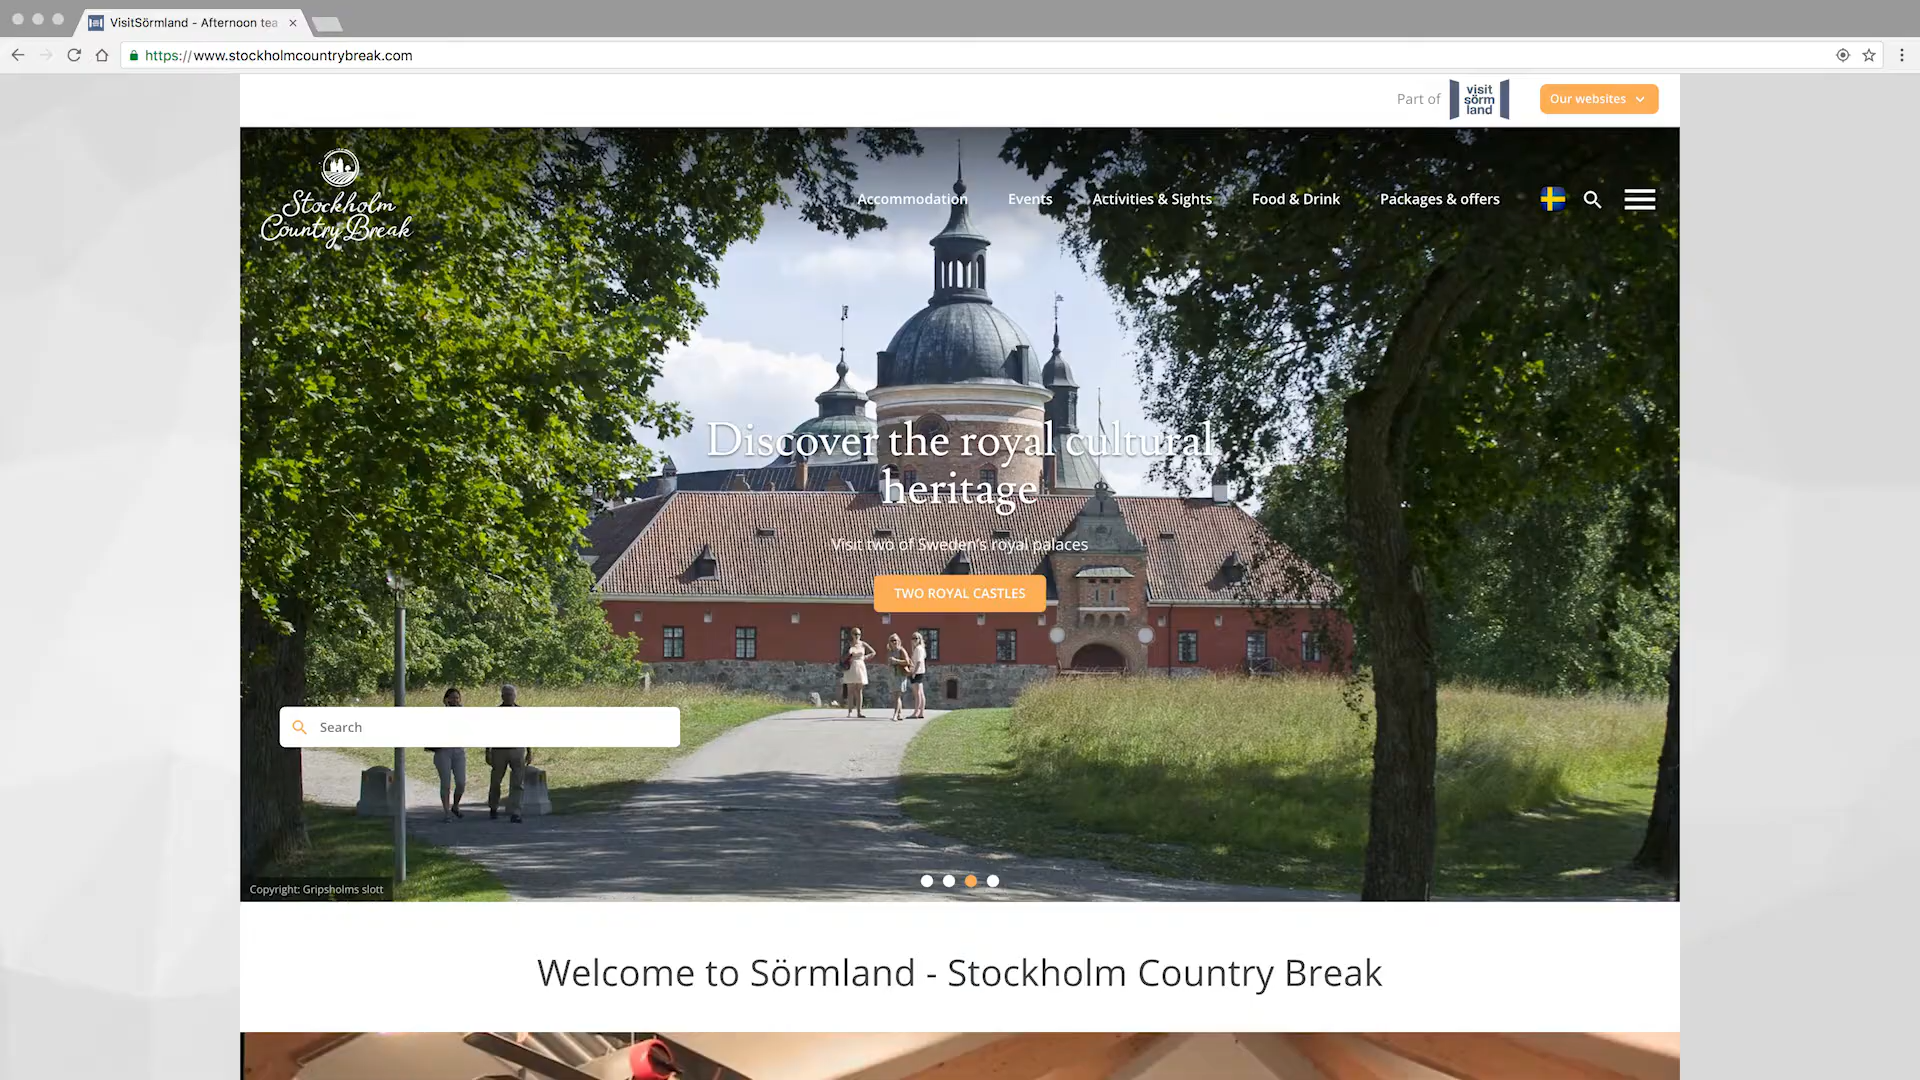 VisitSörmland - Afternoon tea
https://www.stockholmcountrybreak.com
Part of
visit
sörm
land
Our websites
Stockholm
Country Break
Accommodation
Events
Activities & Sights
Food & Drink
Packages & offers
Discover the royal cultural
heritage
Visit two of Sweden's royal palaces
TWO ROYAL CASTLES
Search
Copyright: Gripsholms slott
Welcome to Sörmland - Stockholm Country Break